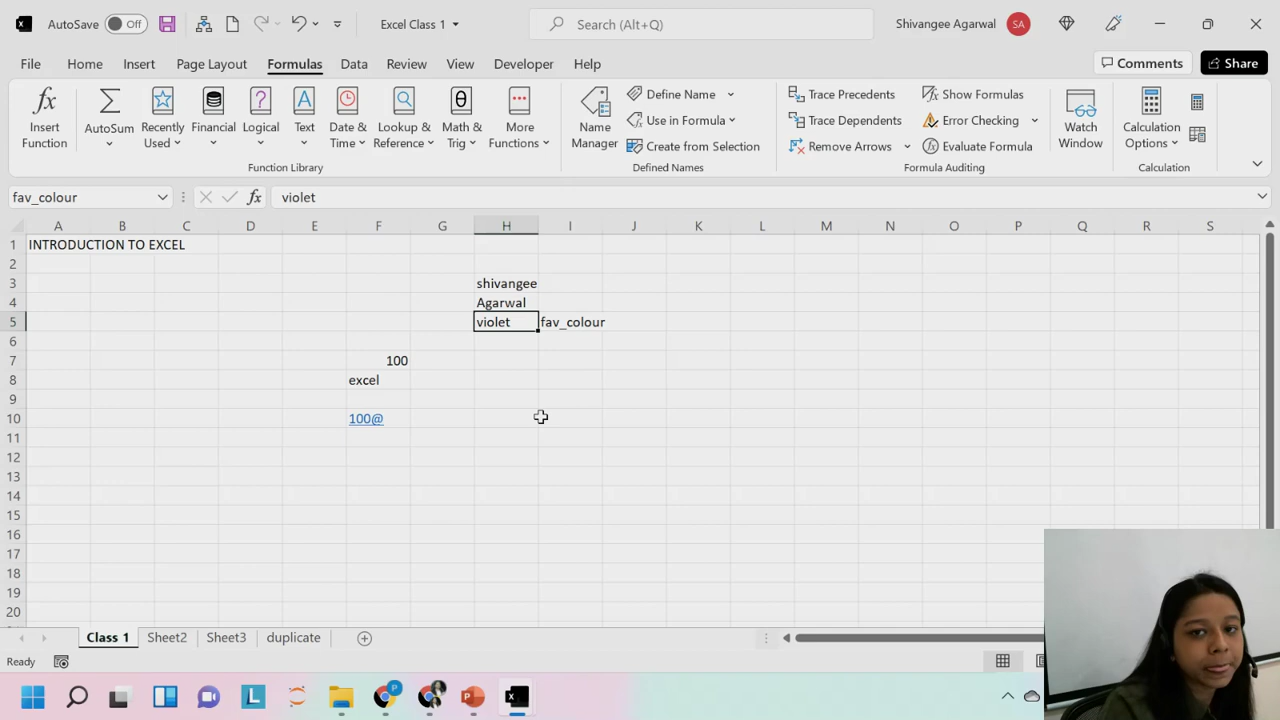 AutoSave Off Excel Class 1 Search (Alt+Q) Shivangee Agarwal SA
File Home Insert Page Layout Formulas Data Review View Developer Help Comments Share
Insert Function
AutoSum
Recently Used
Financial
Logical
Text
Date & Time
Lookup & Reference
Math & Trig
More Functions
Function Library
Name Manager
Define Name
Use in Formula
Create from Selection
Defined Names
Trace Precedents
Trace Dependents
Remove Arrows
Show Formulas
Error Checking
Evaluate Formula
Formula Auditing
Watch Window
Calculation Options
Calculation
fav_colour fx violet
A B C D E F G H I J K L M N O P Q R S
1 INTRODUCTION TO EXCEL
2
3 shivangee
4 Agarwal
5 violet fav_colour
6
7 100
8 excel
9
10 100@
11
12
13
14
15
16
17
18
19
20
Class 1 Sheet2 Sheet3 duplicate
Ready